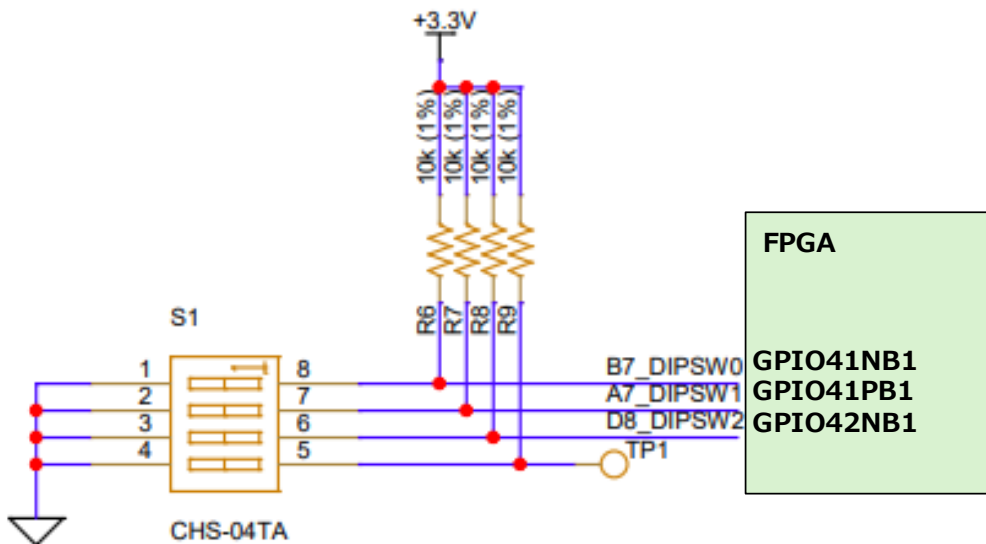 +3.3V
10k (1%)
10k (1%)
10k (1%)
10k (1%)
R6
R7
R8
R9
FPGA
S1
1
2
3
4
8
7
6
5
B7_DIPSW0
A7_DIPSW1
D8_DIPSW2
TP1
GPIO41NB1
GPIO41PB1
GPIO42NB1
CHS-04TA